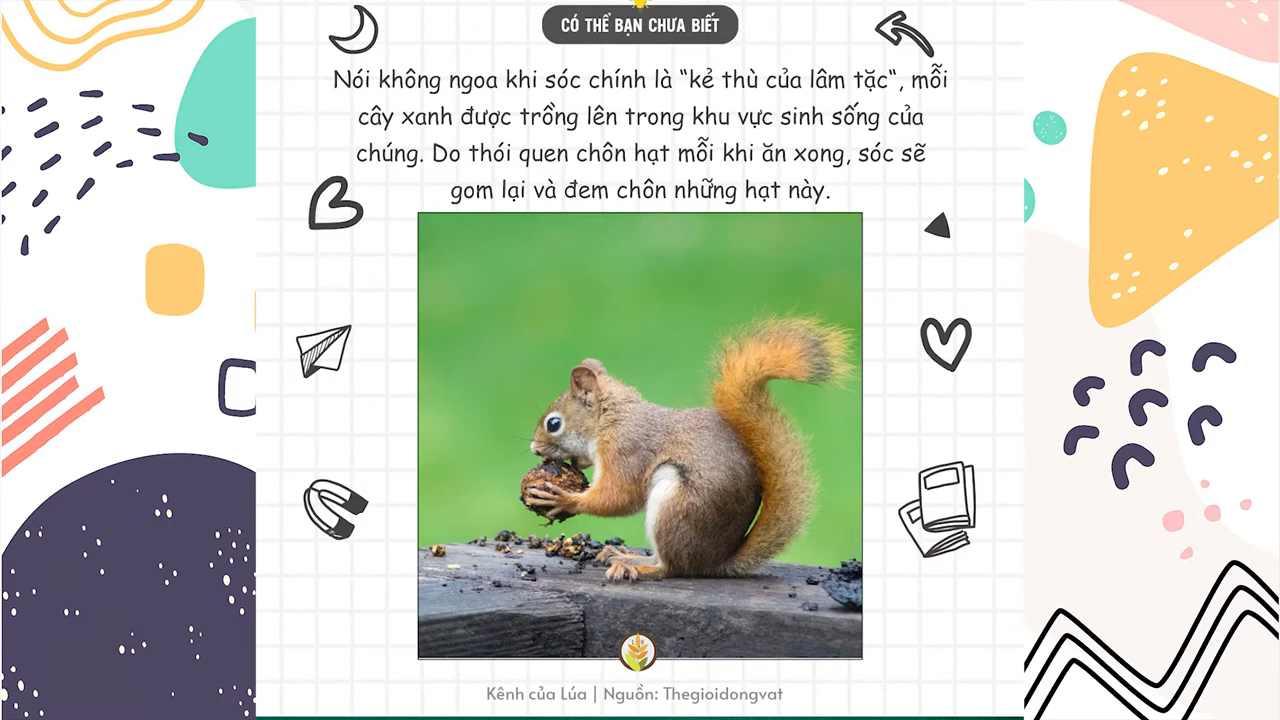 CÓ THỂ BẠN CHƯA BIẾT
Nói không ngoa khi sóc chính là “kẻ thù của lâm tặc“, mỗi
cây xanh được trồng lên trong khu vực sinh sống của
chúng. Do thói quen chôn hạt mỗi khi ăn xong, sóc sẽ
gom lại và đem chôn những hạt này.
Kênh của Lúa | Nguồn: Thegioidongvat